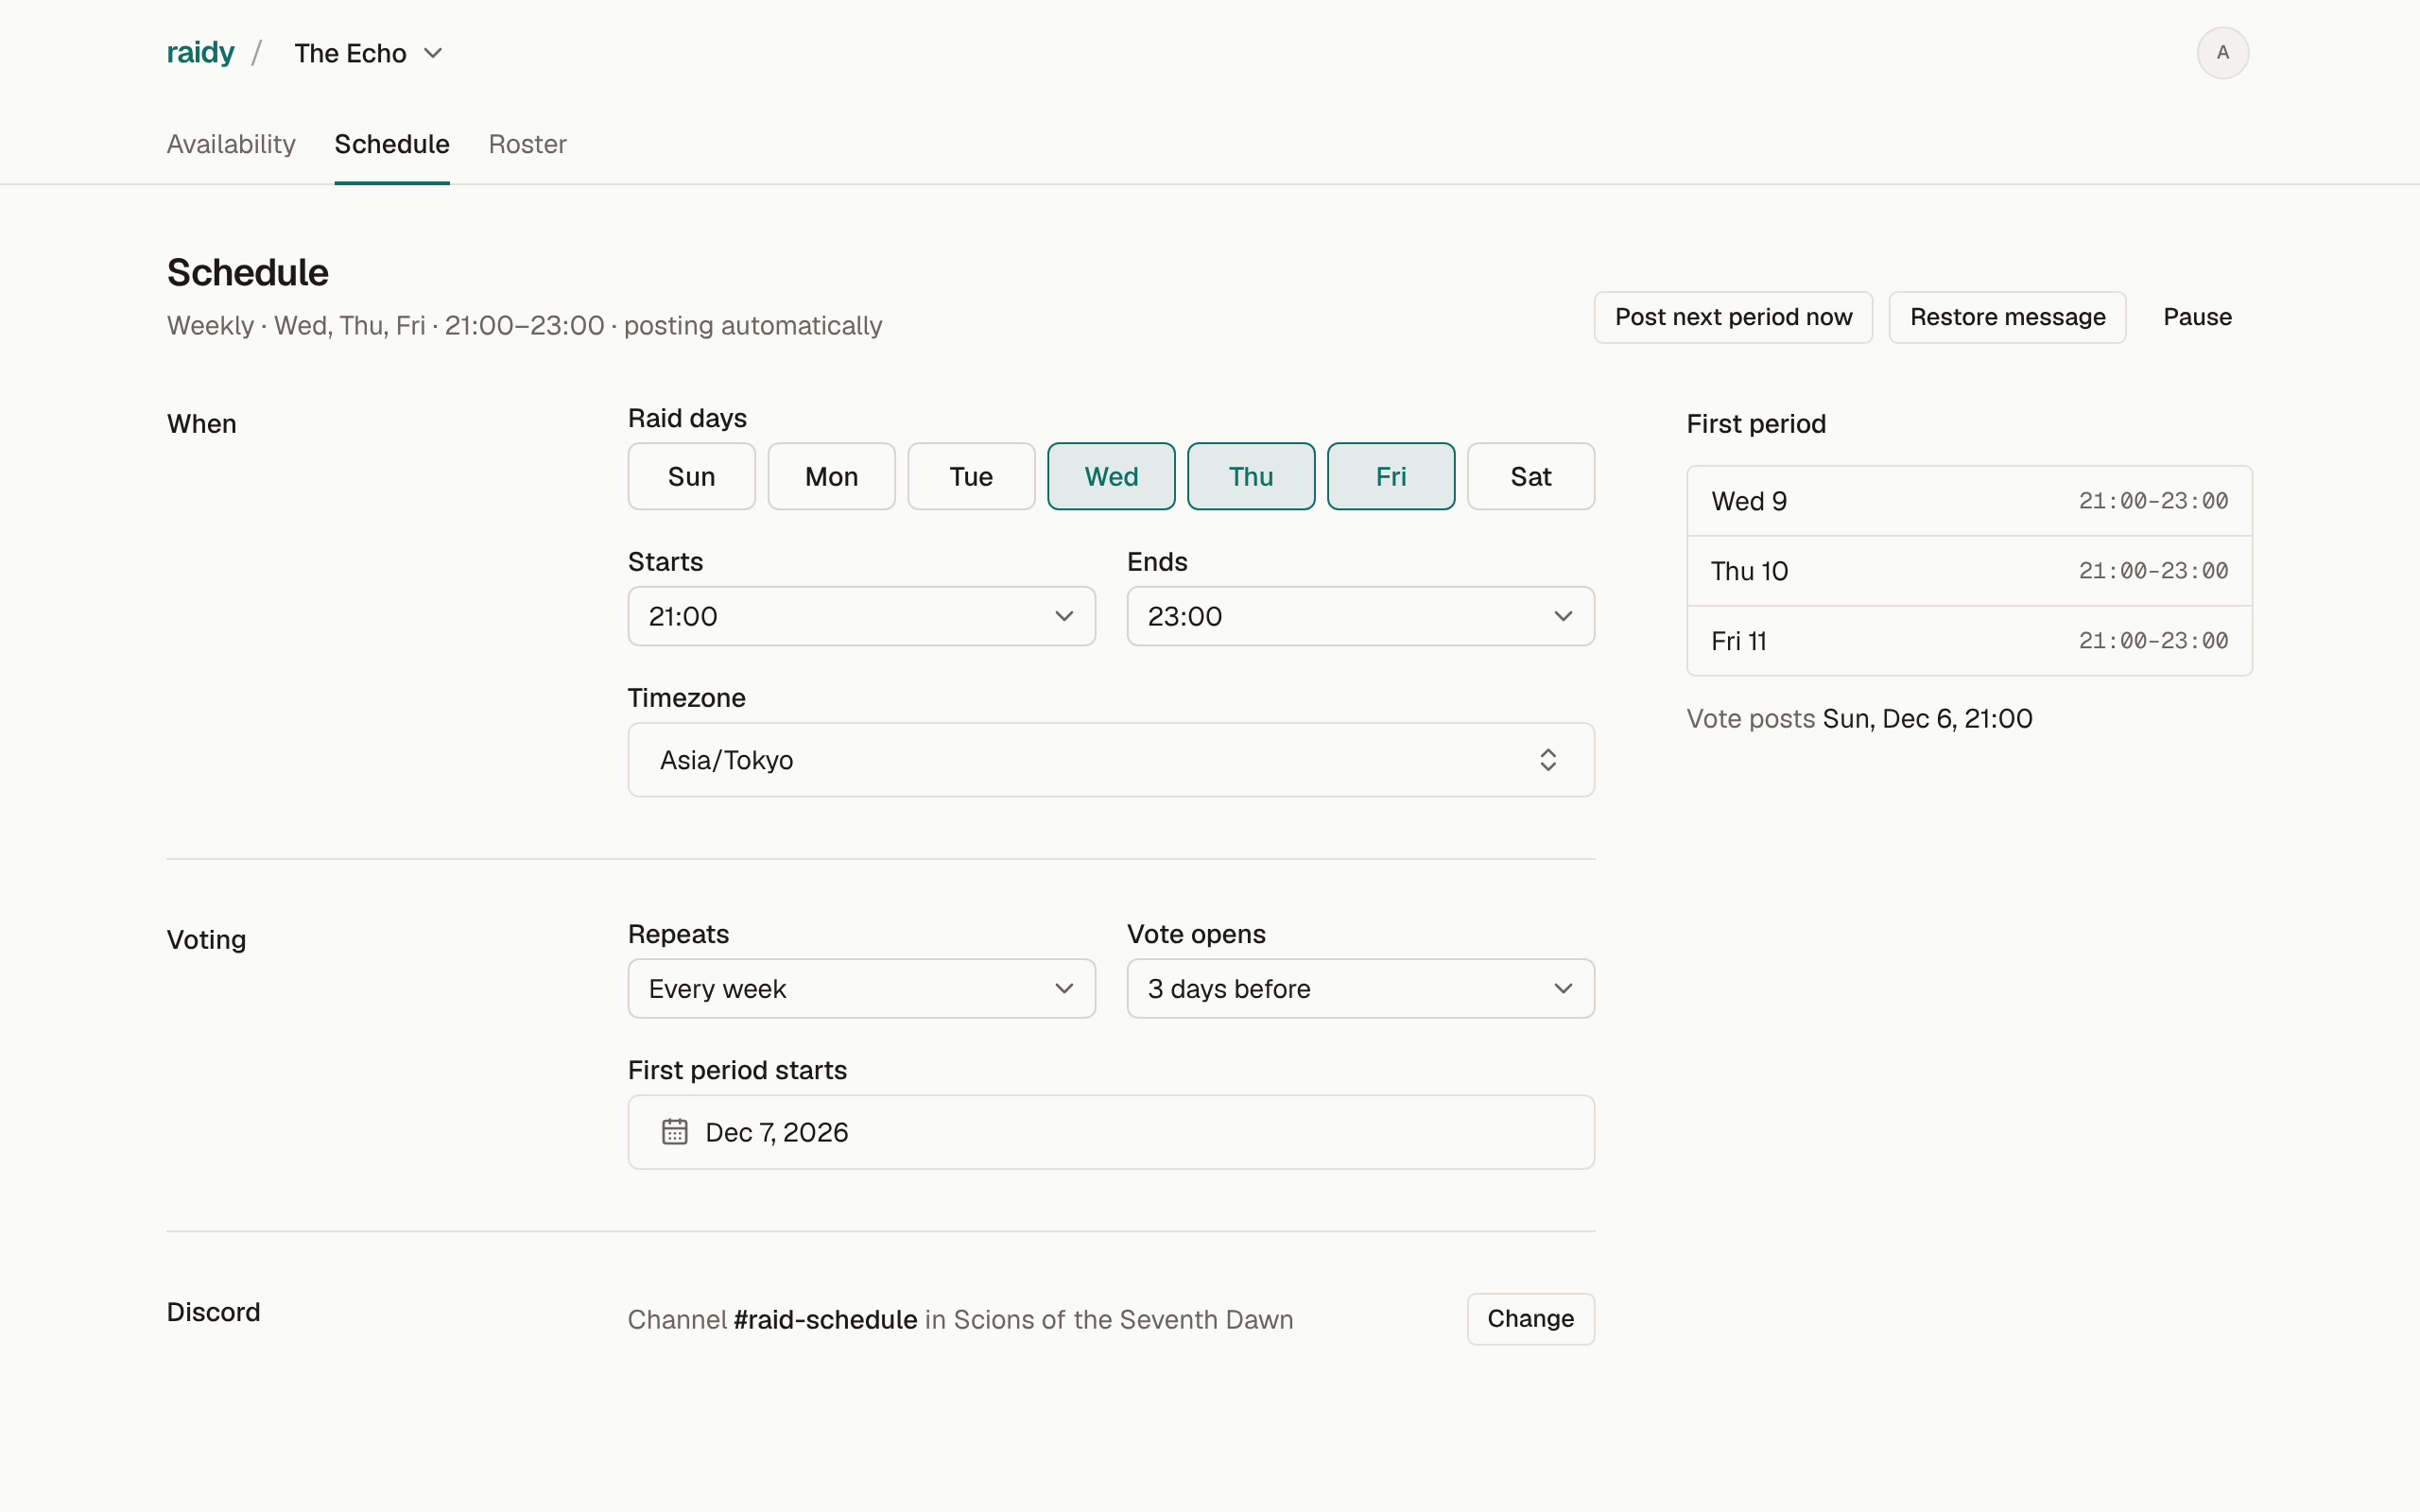 raidy / The Echo
A
Availability Schedule Roster
Schedule
Weekly · Wed, Thu, Fri · 21:00–23:00 · posting automatically
Post next period now Restore message Pause
When
Raid days
Sun Mon Tue Wed Thu Fri Sat
Starts Ends
21:00 23:00
Timezone
Asia/Tokyo
First period
Wed 9 21:00–23:00
Thu 10 21:00–23:00
Fri 11 21:00–23:00
Vote posts Sun, Dec 6, 21:00
Voting
Repeats Vote opens
Every week 3 days before
First period starts
Dec 7, 2026
Discord
Channel #raid-schedule in Scions of the Seventh Dawn
Change